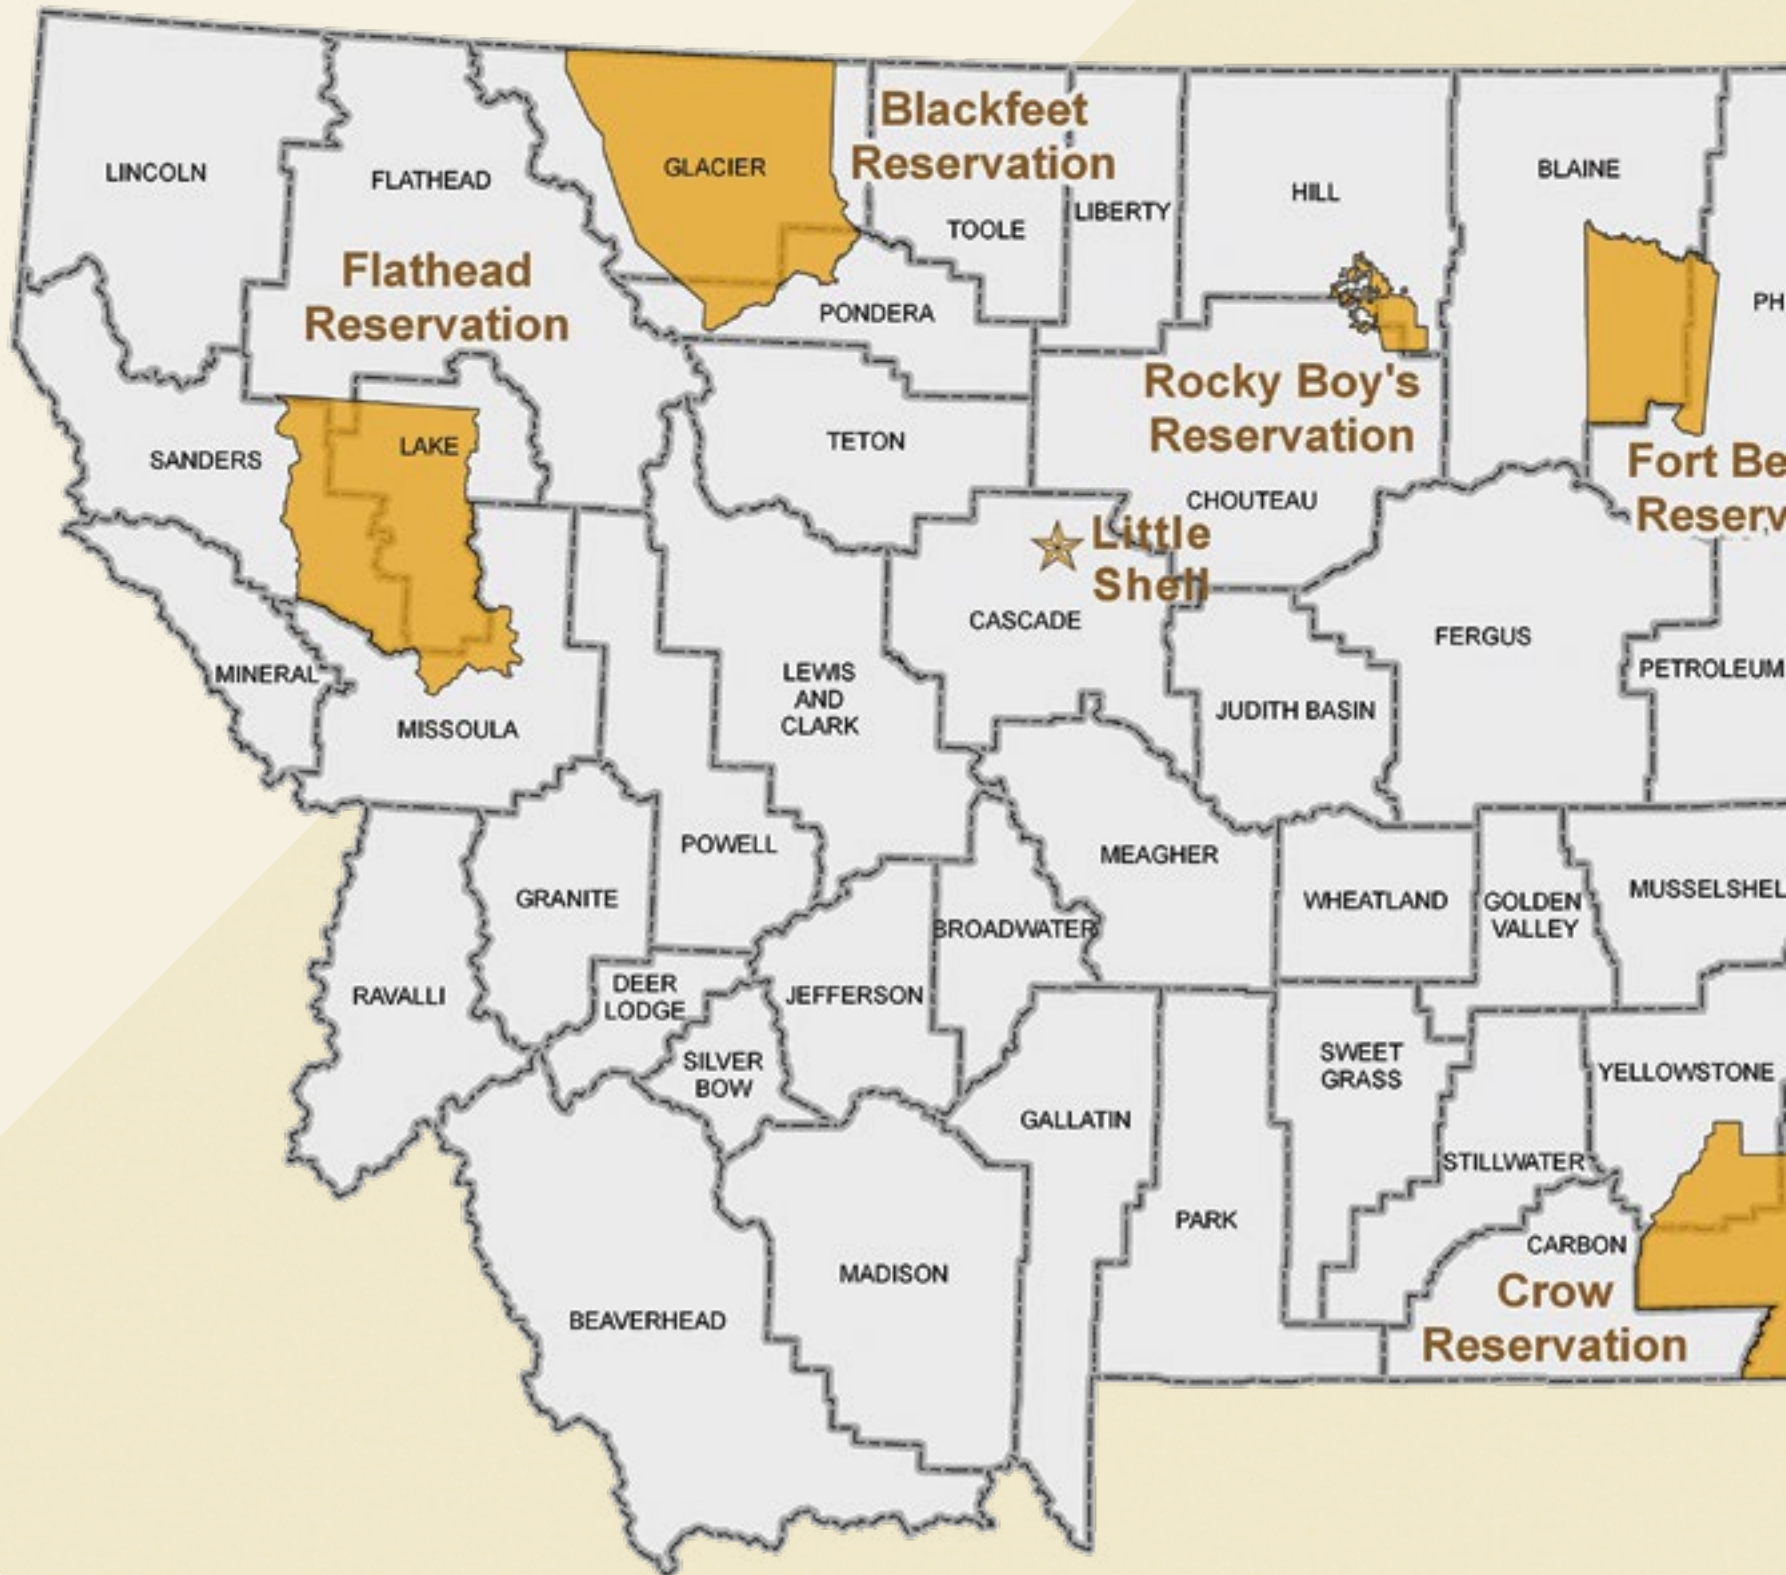 Blackfeet
Reservation
LINCOLN
FLATHEAD
GLACIER
TOOLE
LIBERTY
HILL
BLAINE
Flathead
Reservation
PONDERA
PH
Rocky Boy's
Reservation
SANDERS
LAKE
TETON
CHOUTEAU
Fort Be
Reserv
Little
Shell
CASCADE
FERGUS
MINERAL
MISSOULA
LEWIS
AND
CLARK
JUDITH BASIN
PETROLEUM
POWELL
MEAGHER
GRANITE
BROADWATER
WHEATLAND
GOLDEN
VALLEY
MUSSELSHEL
RAVALLI
DEER
LODGE
JEFFERSON
SILVER
BOW
GALLATIN
SWEET
GRASS
YELLOWSTONE
STILLWATER
PARK
CARBON
MADISON
BEAVERHEAD
Crow
Reservation